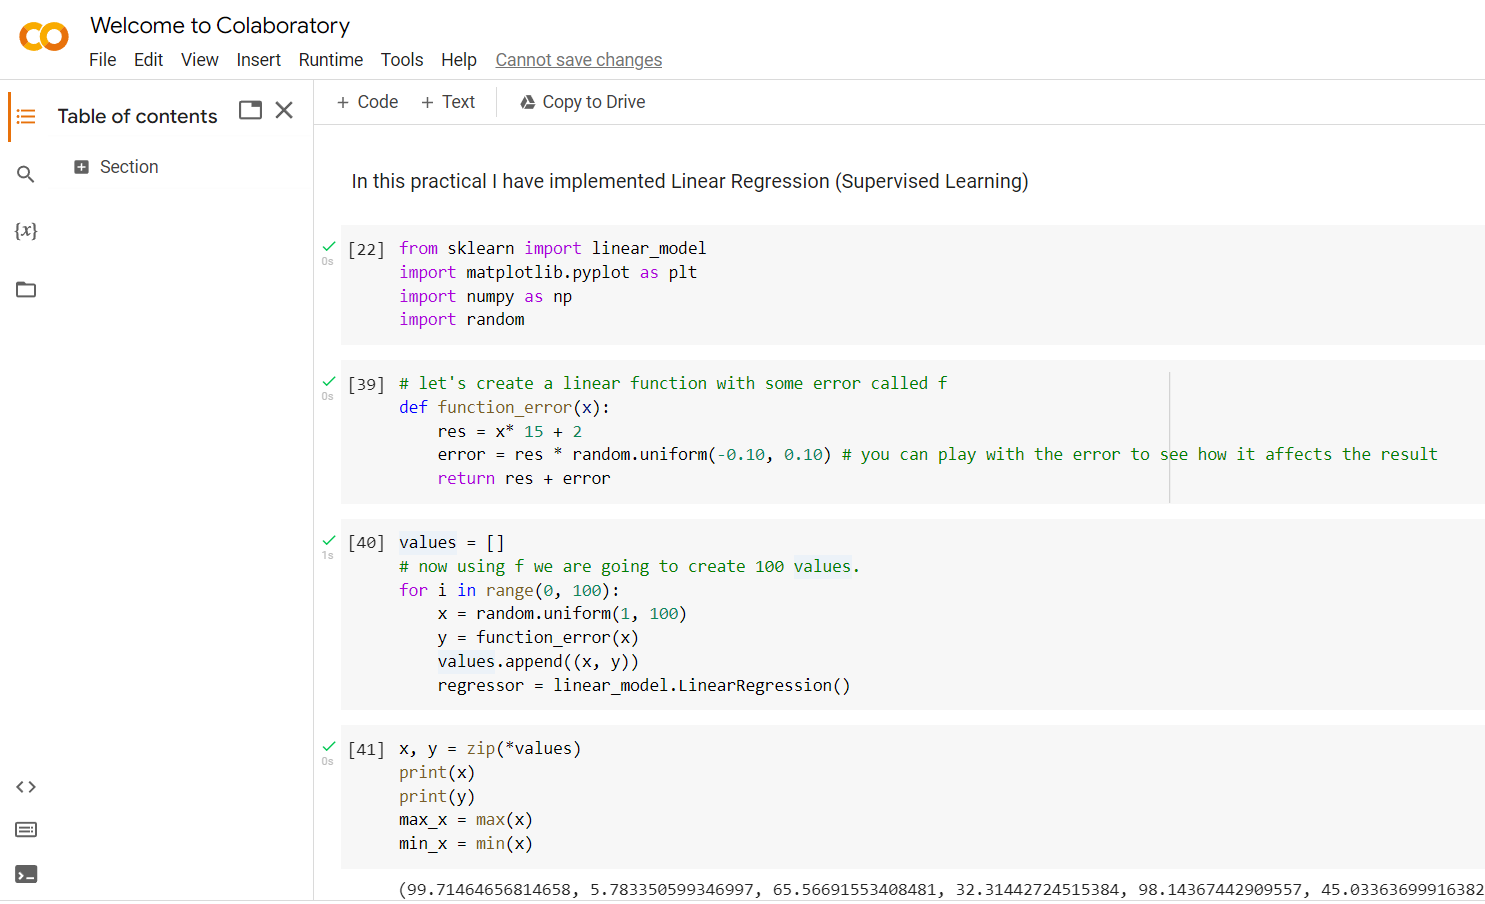 Welcome to Colaboratory
File Edit View Insert Runtime Tools Help Cannot save changes
Table of contents
+ Code + Text Copy to Drive
Section
{x}
In this practical I have implemented Linear Regression (Supervised Learning)
0s
[22] from sklearn import linear_model
import matplotlib.pyplot as plt
import numpy as np
import random
0s
[39] # let's create a linear function with some error called f
def function_error(x):
    res = x* 15 + 2
    error = res * random.uniform(-0.10, 0.10) # you can play with the error to see how it affects the result
    return res + error
1s
[40] values = []
# now using f we are going to create 100 values.
for i in range(0, 100):
    x = random.uniform(1, 100)
    y = function_error(x)
    values.append((x, y))
    regressor = linear_model.LinearRegression()
0s
[41] x, y = zip(*values)
print(x)
print(y)
max_x = max(x)
min_x = min(x)
(99.71464656814658, 5.783350599346997, 65.56691553408481, 32.31442724515384, 98.14367442909557, 45.03363699916382